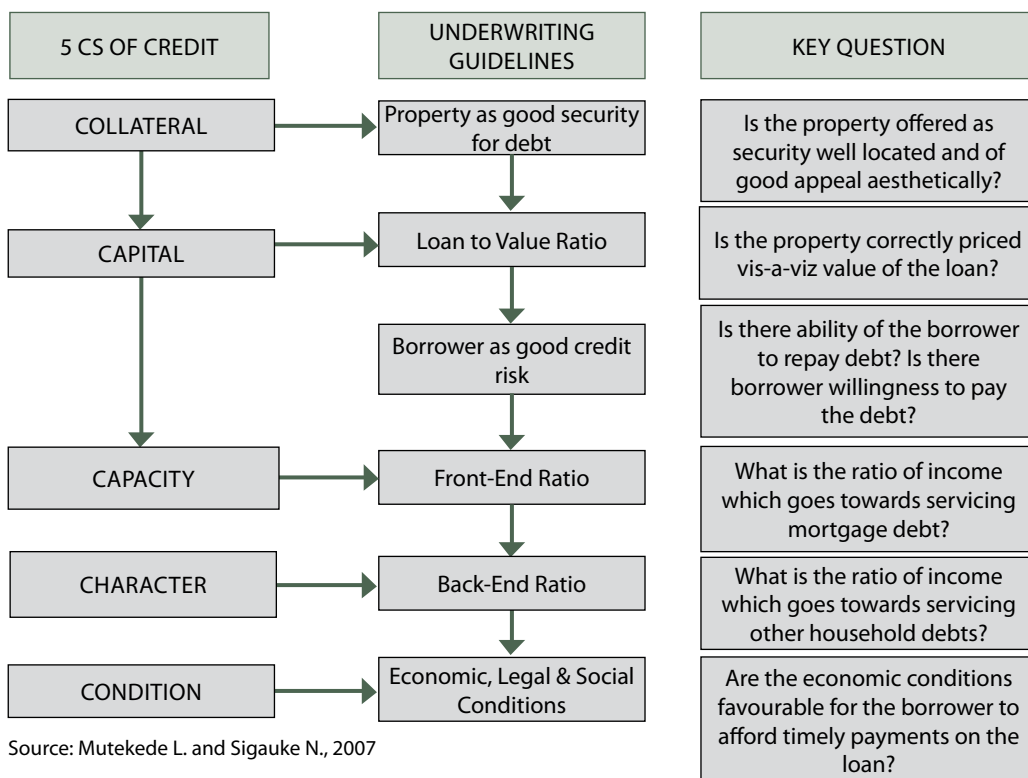 5 CS OF CREDIT
UNDERWRITING
GUIDELINES
KEY QUESTION
COLLATERAL
Property as good security
for debt
Is the property offered as
security well located and of
good appeal aesthetically?
CAPITAL
Loan to Value Ratio
Is the property correctly priced
vis-a-viz value of the loan?
Borrower as good credit
risk
Is there ability of the borrower
to repay debt? Is there
borrower willingness to pay
the debt?
CAPACITY
Front-End Ratio
What is the ratio of income
which goes towards servicing
mortgage debt?
CHARACTER
Back-End Ratio
What is the ratio of income
which goes towards servicing
other household debts?
CONDITION
Economic, Legal & Social
Conditions
Are the economic conditions
favourable for the borrower to
afford timely payments on the
loan?
Source: Mutekede L. and Sigauke N., 2007